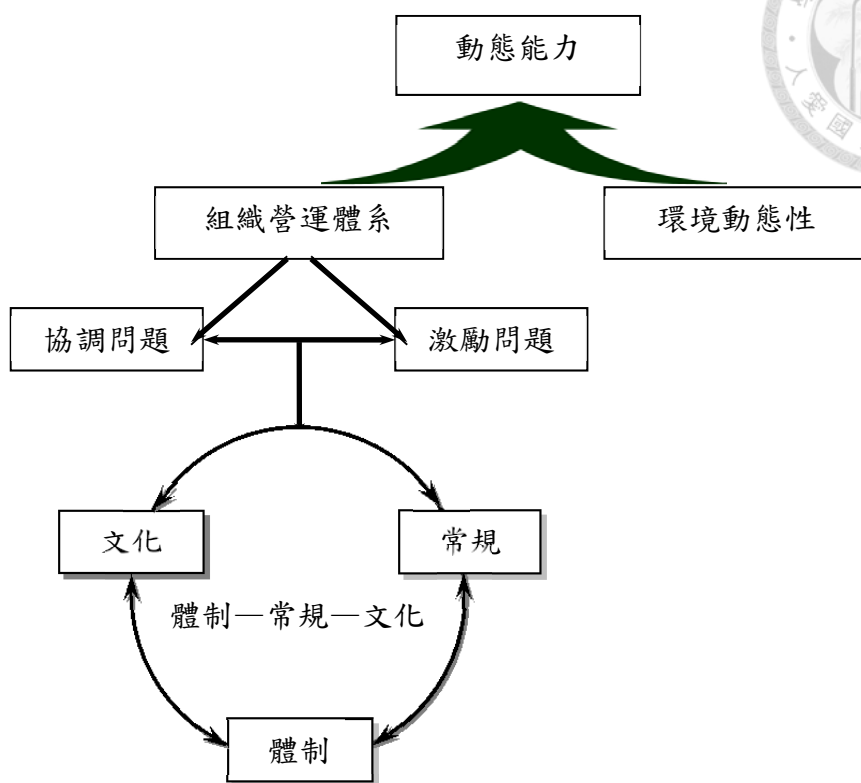 動態能力
組織營運體系
環境動態性
協調問題
激勵問題
文化
常規
體制—常規—文化
體制